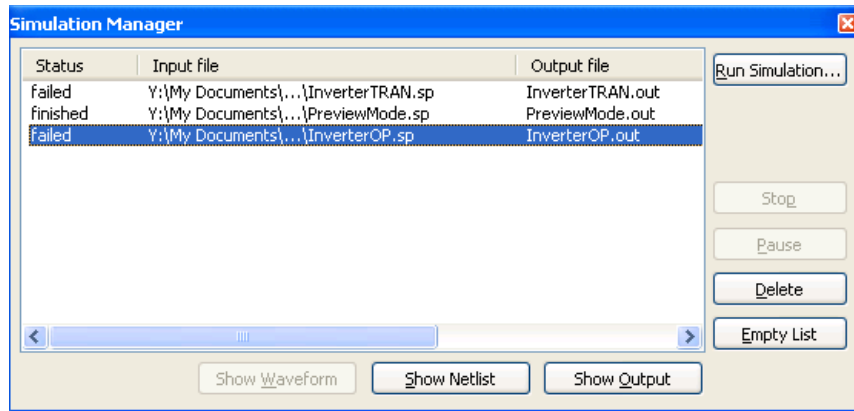 Simulation Manager
Status Input file Output file
failed Y:\My Documents\...\InverterTRAN.sp InverterTRAN.out
finished Y:\My Documents\...\PreviewMode.sp PreviewMode.out
failed Y:\My Documents\...\InverterOP.sp InverterOP.out
Run Simulation...
Stop
Pause
Delete
Empty List
Show Waveform Show Netlist Show Output